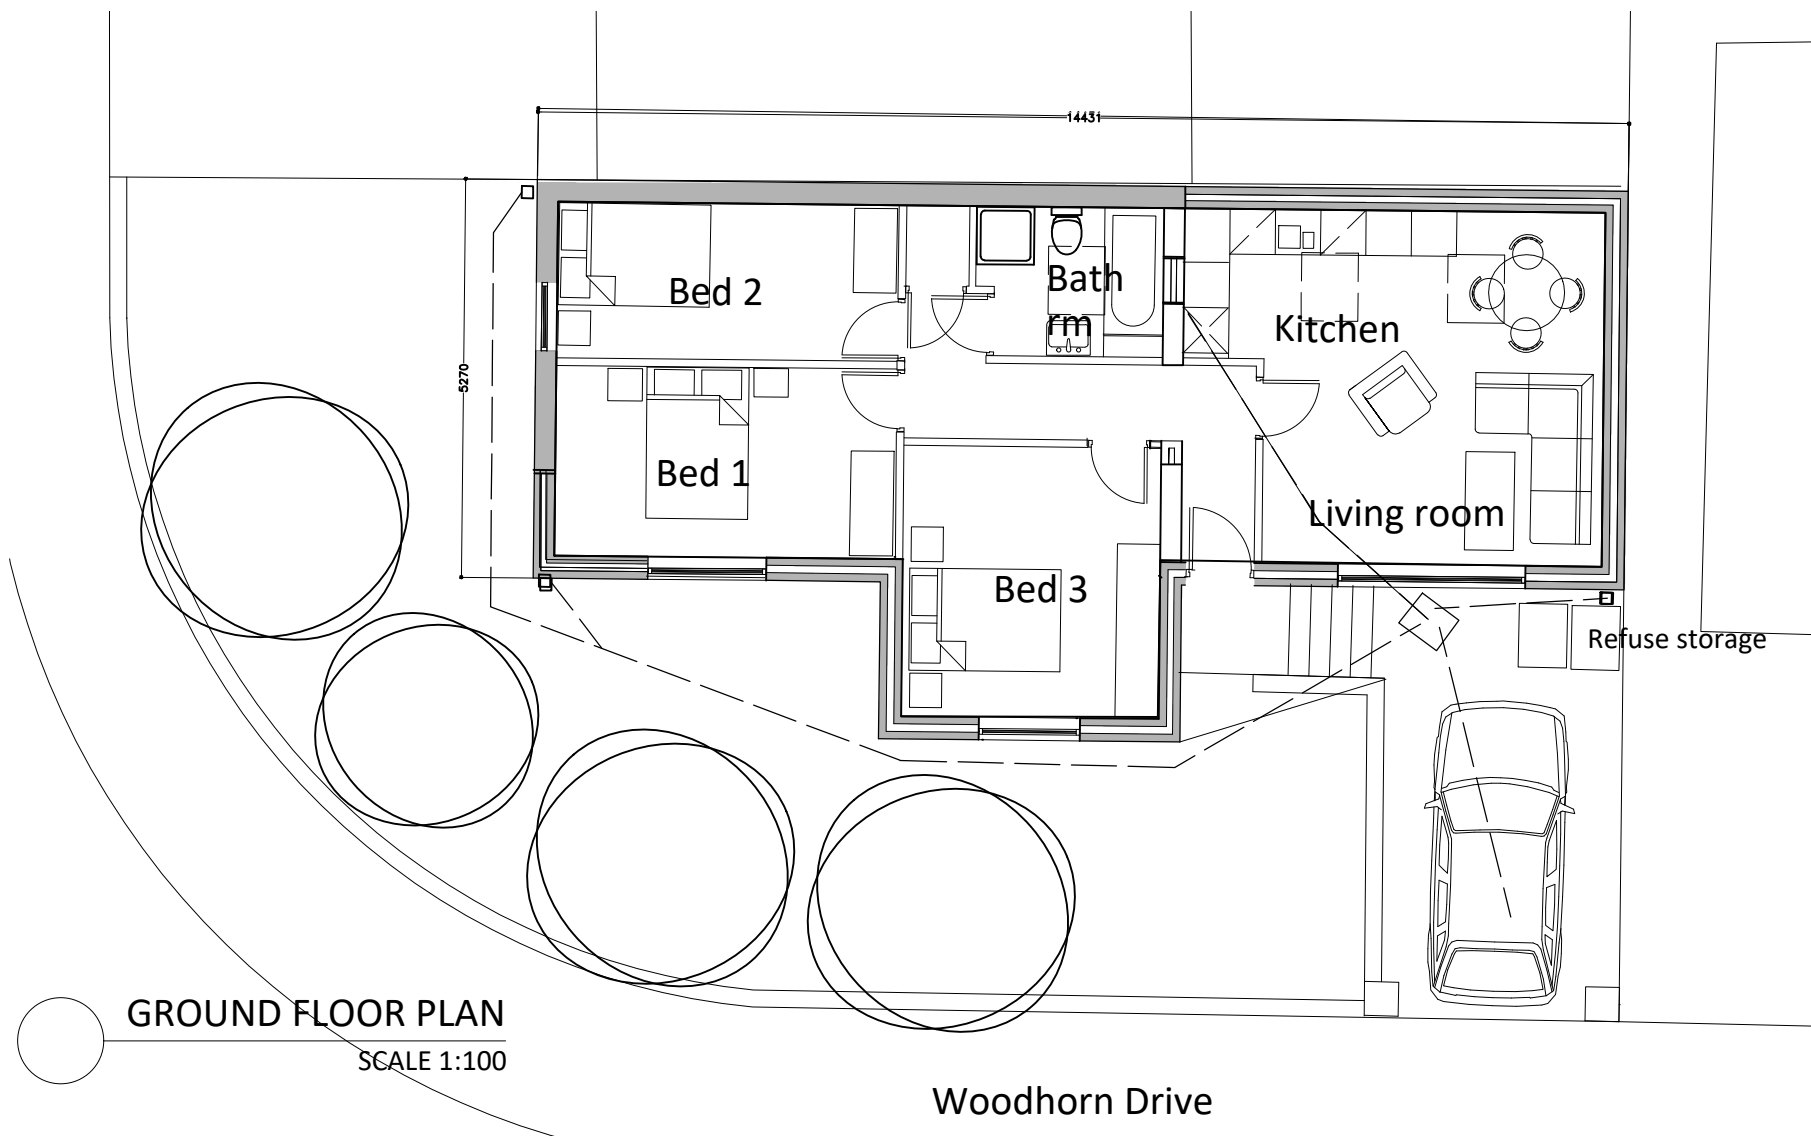 14431
5270
Bed 2
Bath
rm
Kitchen
Bed 1
Living room
Bed 3
Refuse storage
GROUND FLOOR PLAN
SCALE 1:100
Woodhorn Drive